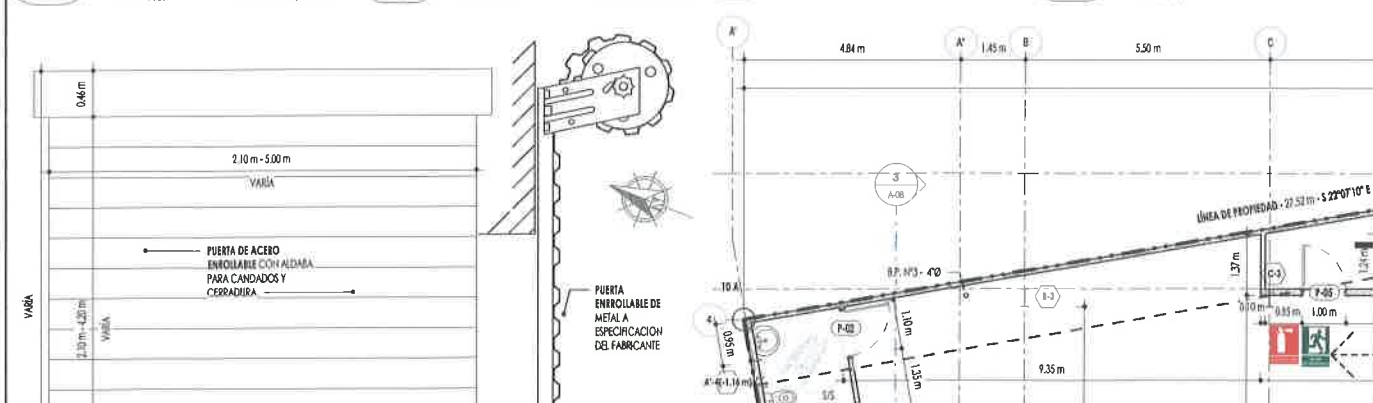 0.46 m
2.10 m - 5.00 m
VARÍA
PUERTA DE ACERO
ENROLLABLE CON ALDABA
PARA CANDADOS Y
CERRADURA
VARÍA
2.10 m - 4.20 m
VARÍA
PUERTA
ENRROLLABLE DE
METAL A
ESPECIFICACION
DEL FABRICANTE
A'
A"
B
C
4.84 m
1.45 m
5.50 m
3
A-08
LÍNEA DE PROPIEDAD - 27.52 m - S 22°07'10" E
B.P. Nº3 - 4"Ø
10 A
4
0.95 m
P-02
1.10 m
1.35 m
S/S
9.35 m
1.37 m
C-3
P-05
1.24 m
0.10 m
0.85 m
1.00 m